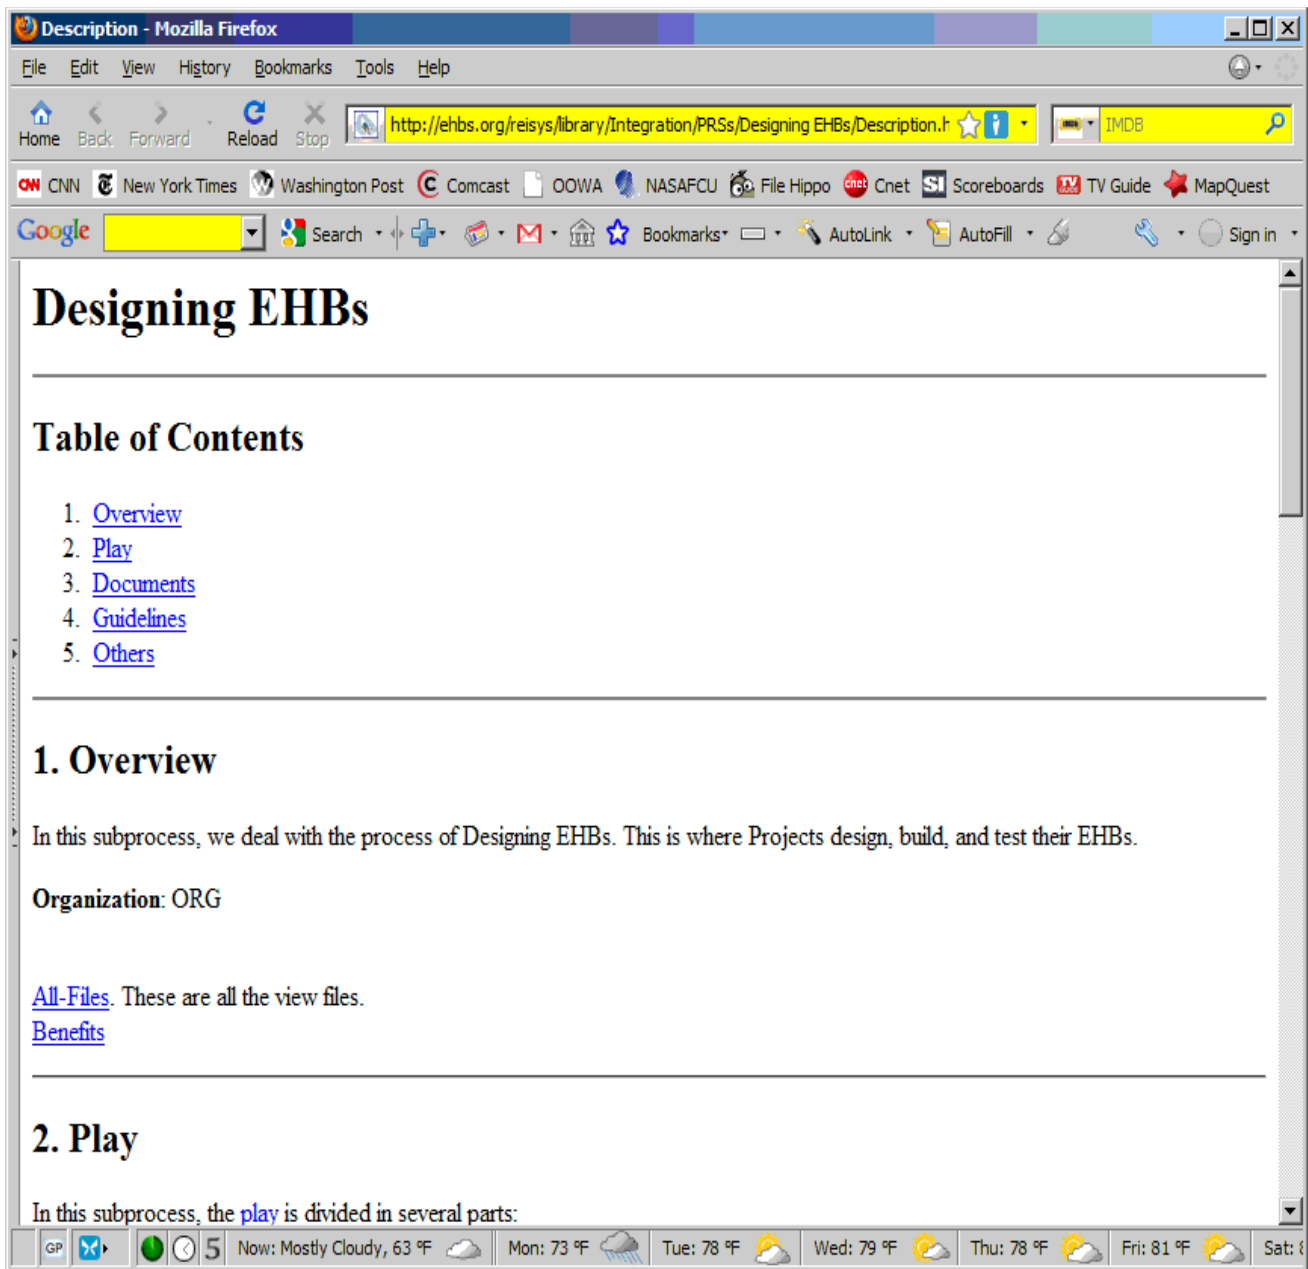 Description - Mozilla Firefox
File Edit View History Bookmarks Tools Help
Home Back Forward Reload Stop http://ehbs.org/reisys/library/Integration/PRSs/Designing EHBs/Description.h IMDB
CNN New York Times Washington Post Comcast OOWA NASAFCU File Hippo Cnet Scoreboards TV Guide MapQuest
Google Search Bookmarks AutoLink AutoFill Sign in
Designing EHBs
Table of Contents
1. Overview
2. Play
3. Documents
4. Guidelines
5. Others
1. Overview
In this subprocess, we deal with the process of Designing EHBs. This is where Projects design, build, and test their EHBs.
Organization: ORG
All-Files. These are all the view files.
Benefits
2. Play
In this subprocess, the play is divided in several parts:
GP 5 Now: Mostly Cloudy, 63 °F Mon: 73 °F Tue: 78 °F Wed: 79 °F Thu: 78 °F Fri: 81 °F Sat: